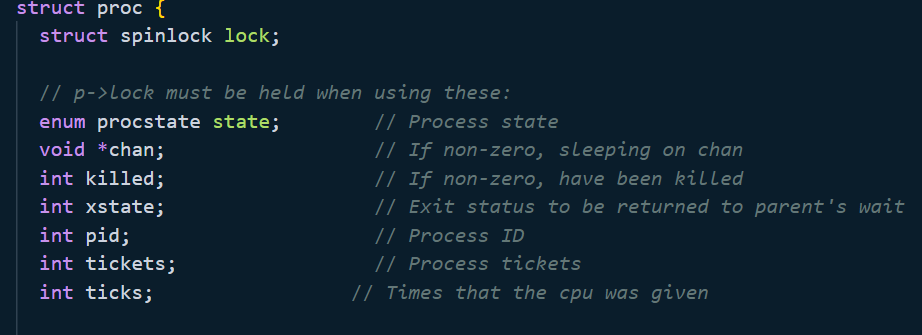 struct proc {
  struct spinlock lock;

  // p->lock must be held when using these:
  enum procstate state;        // Process state
  void *chan;                  // If non-zero, sleeping on chan
  int killed;                  // If non-zero, have been killed
  int xstate;                  // Exit status to be returned to parent's wait
  int pid;                     // Process ID
  int tickets;                 // Process tickets
  int ticks;                 // Times that the cpu was given